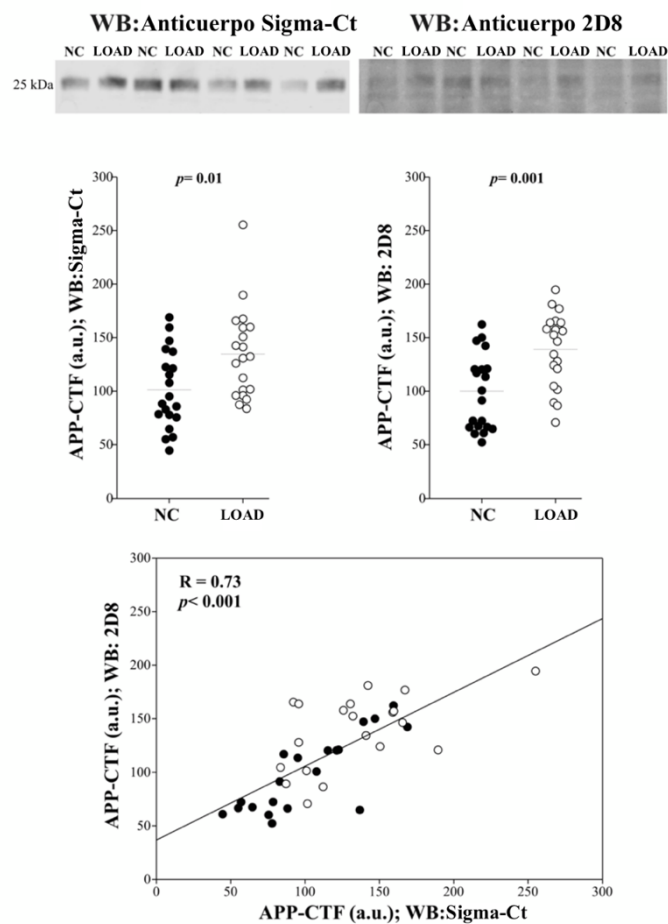 WB:Anticuerpo Sigma-Ct WB:Anticuerpo 2D8
NC LOAD NC LOAD NC LOAD NC LOAD NC LOAD NC LOAD NC LOAD NC LOAD
25 kDa
p= 0.01
300
250
200
150
100
50
0
APP-CTF (a.u.); WB:Sigma-Ct
NC LOAD
p= 0.001
300
250
200
150
100
50
0
APP-CTF (a.u.); WB: 2D8
NC LOAD
R = 0.73
p< 0.001
300
250
200
150
100
50
0
APP-CTF (a.u.); WB: 2D8
0 50 100 150 200 250 300
APP-CTF (a.u.); WB:Sigma-Ct